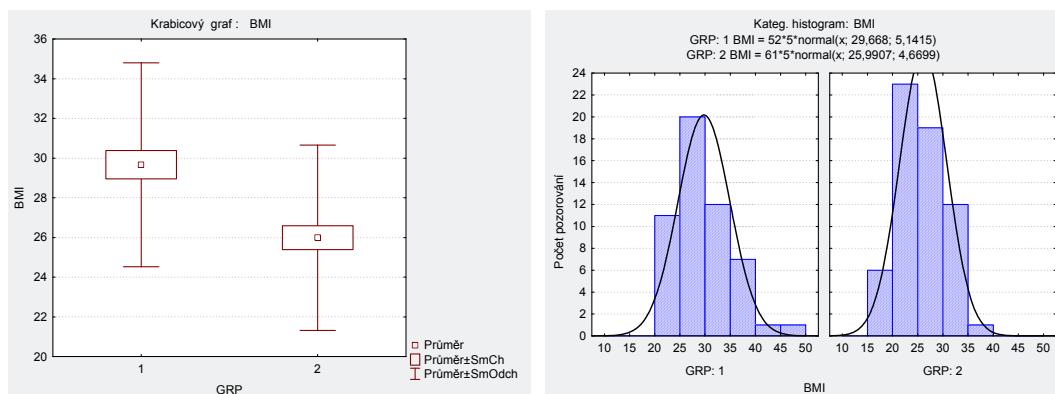 Krabicový graf : BMI
36
34
32
30
28
26
24
22
20
BMI
1
2
GRP
Průměr
Průměr±SmCh
Průměr±SmOdch
Kateg. histogram: BMI
GRP: 1 BMI = 52*5*normal(x; 29,668; 5,1415)
GRP: 2 BMI = 61*5*normal(x; 25,9907; 4,6699)
24
22
20
18
16
14
12
10
8
6
4
2
0
Počet pozorování
10 15 20 25 30 35 40 45 50
GRP: 1
10 15 20 25 30 35 40 45 50
GRP: 2
BMI